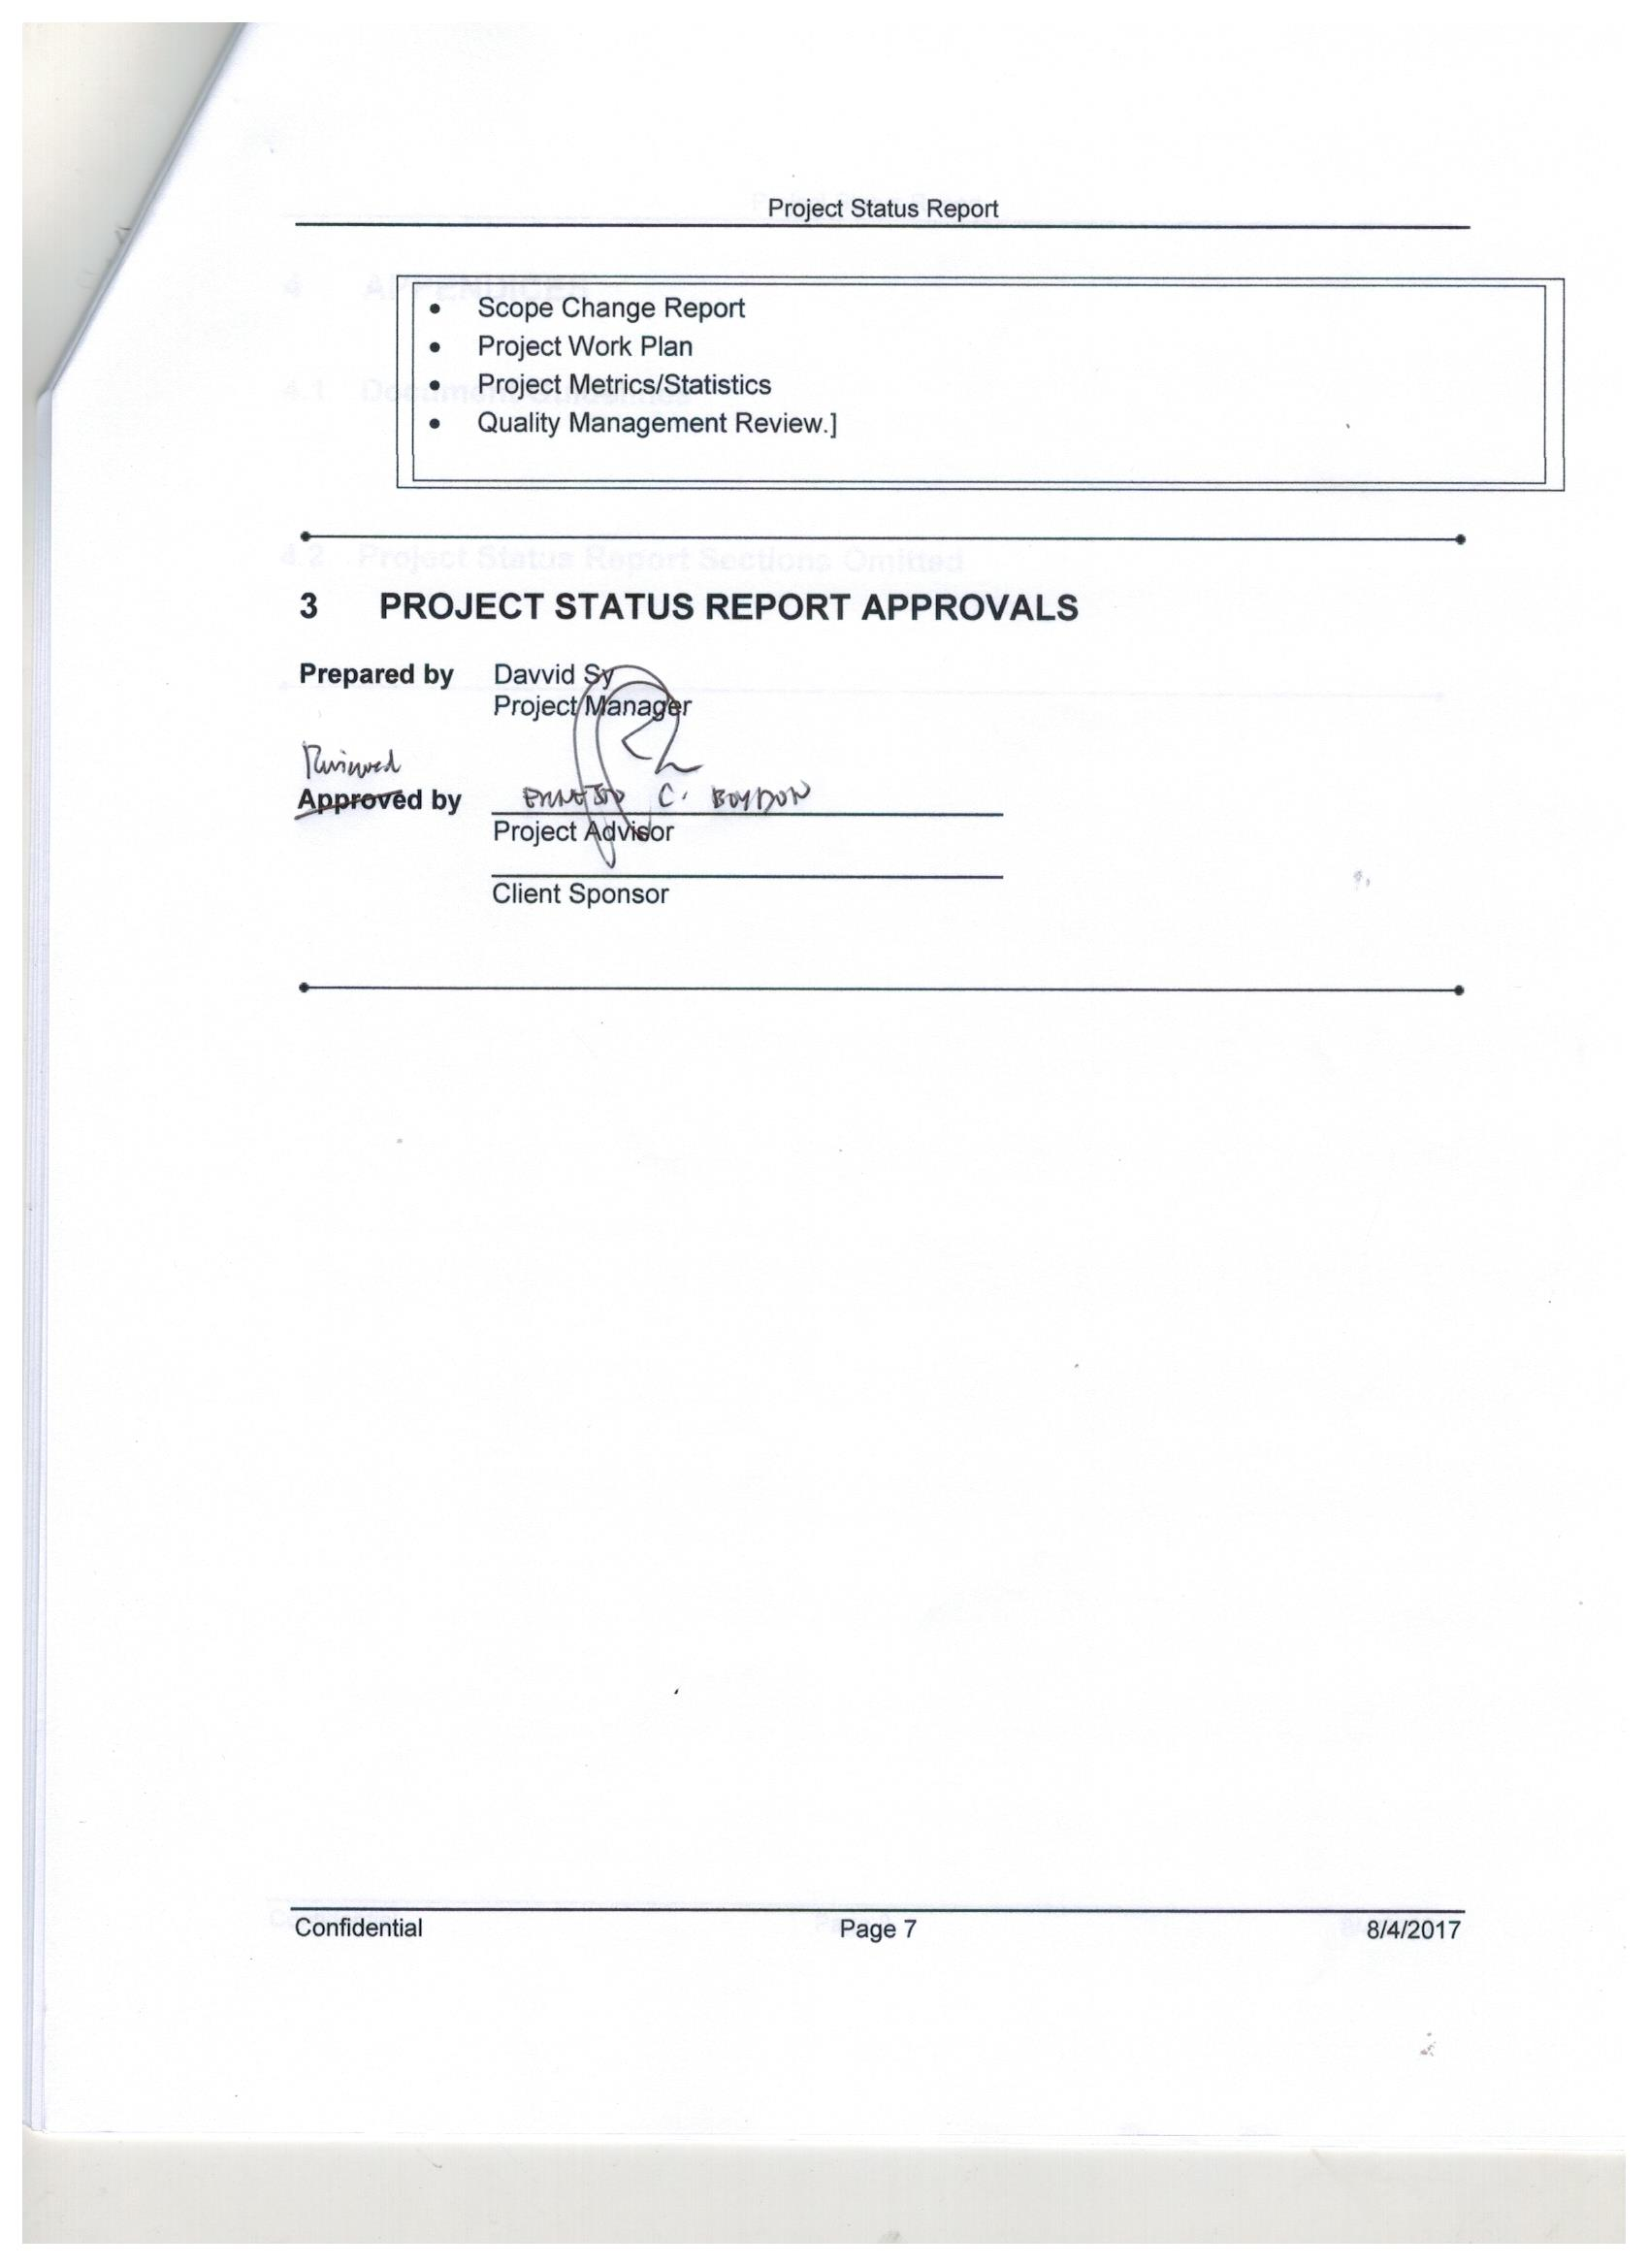 Project Status Report
• Scope Change Report
• Project Work Plan
• Project Metrics/Statistics
• Quality Management Review.]
3 PROJECT STATUS REPORT APPROVALS
Prepared by Davvid Sy
Project Manager
Reviewed
Approved by ERNESTO C. BOYDON
Project Advisor
Client Sponsor
Confidential Page 7 8/4/2017